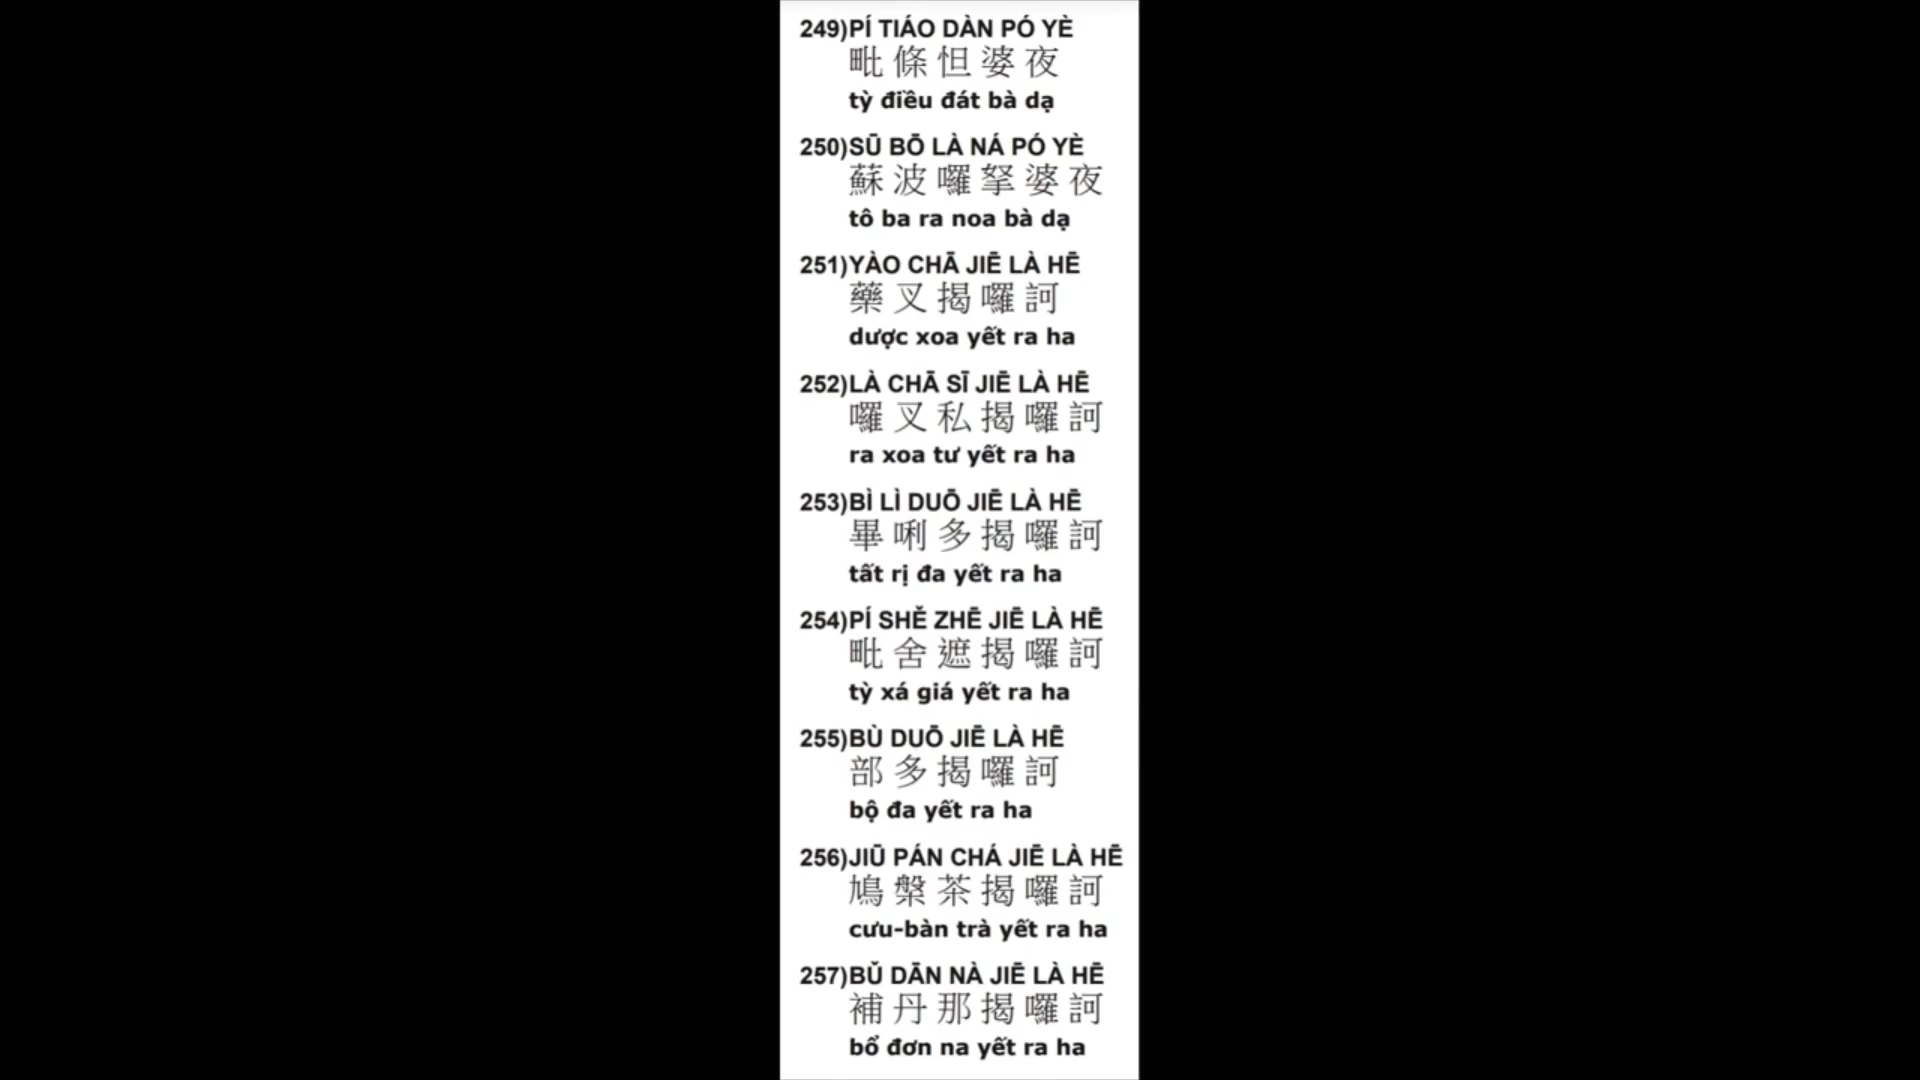 249)PÍ TIÁO DÀN PÓ YÈ
毗條怛婆夜
tỳ điều đát bà dạ
250)SŪ BŌ LÀ NÁ PÓ YÈ
蘇波囉拏婆夜
tô ba ra noa bà dạ
251)YÀO CHĀ JIĒ LÀ HĒ
藥叉揭囉訶
dược xoa yết ra ha
252)LÀ CHĀ SĪ JIĒ LÀ HĒ
囉叉私揭囉訶
ra xoa tư yết ra ha
253)BÌ LÌ DUŌ JIĒ LÀ HĒ
畢唎多揭囉訶
tất rị đa yết ra ha
254)PÍ SHĚ ZHĒ JIĒ LÀ HĒ
毗舍遮揭囉訶
tỳ xá giá yết ra ha
255)BÙ DUŌ JIĒ LÀ HĒ
部多揭囉訶
bộ đa yết ra ha
256)JIŪ PÁN CHÁ JIĒ LÀ HĒ
鳩槃茶揭囉訶
cưu-bàn trà yết ra ha
257)BǓ DĀN NÀ JIĒ LÀ HĒ
補丹那揭囉訶
bổ đơn na yết ra ha